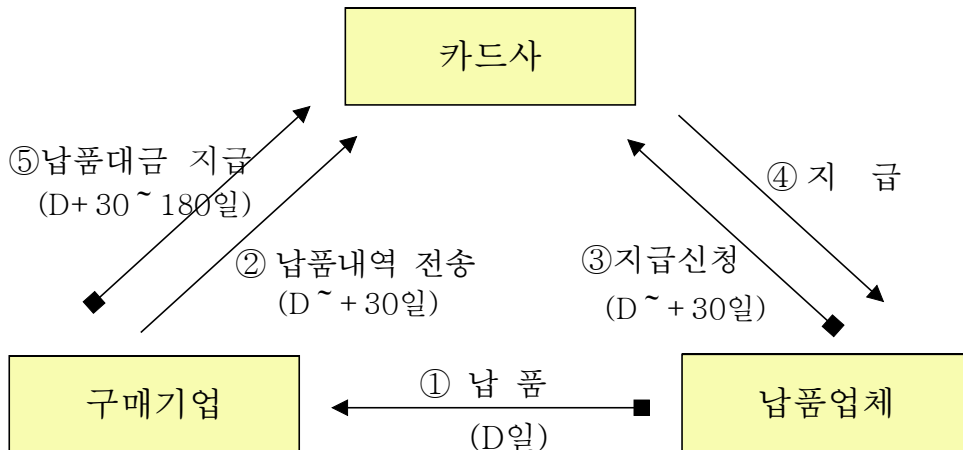 카드사
⑤납품대금 지급
(D+30~180일)
④지 급
②납품내역 전송
(D~+30일)
③지급신청
(D~+30일)
구매기업
① 납 품
(D일)
납품업체